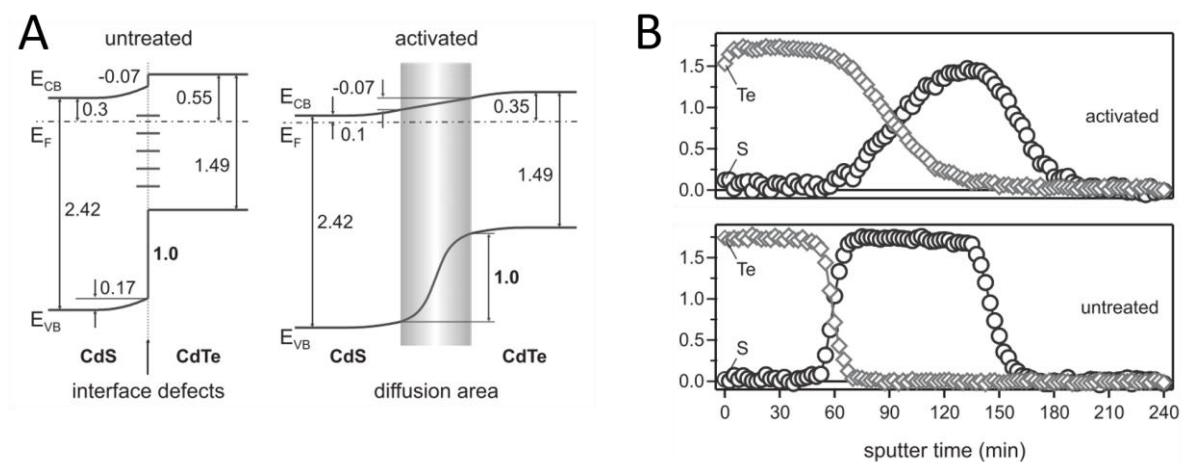 A
untreated
E_CB
-0.07
0.3
0.55
E_F
1.49
2.42
1.0
0.17
E_VB
CdS
CdTe
interface defects
activated
-0.07
E_CB
0.35
E_F
0.1
1.49
2.42
1.0
E_VB
CdS
CdTe
diffusion area
B
1.5
1.0
0.5
0.0
Te
S
activated
1.5
1.0
0.5
0.0
Te
S
untreated
0 30 60 90 120 150 180 210 240
sputter time (min)